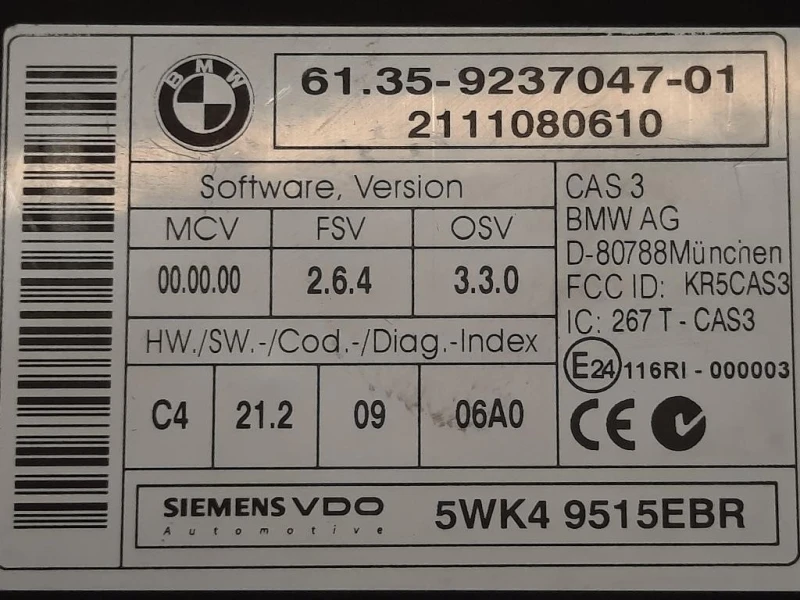 BMW
61.35-9237047-01
2111080610
Software, Version
MCV FSV OSV
00.00.00 2.6.4 3.3.0
HW./SW.-/Cod.-/Diag.-Index
C4 21.2 09 06A0
CAS 3
BMW AG
D-80788München
FCC ID: KR5CAS3
IC: 267 T - CAS3
E24 116RI - 000003
CE
SIEMENS VDO
Automotive
5WK4 9515EBR